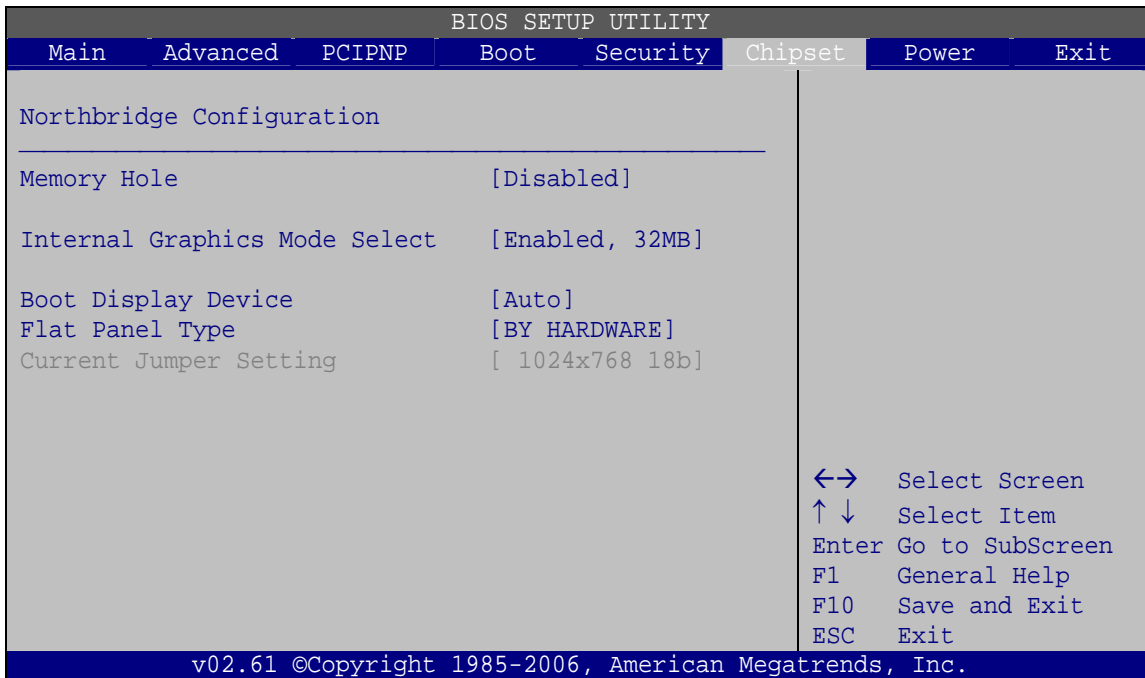 BIOS SETUP UTILITY
Main Advanced PCIPNP Boot Security Chipset Power Exit
Northbridge Configuration
Memory Hole [Disabled]
Internal Graphics Mode Select [Enabled, 32MB]
Boot Display Device [Auto]
Flat Panel Type [BY HARDWARE]
Current Jumper Setting [ 1024x768 18b]
←→ Select Screen
↑ ↓ Select Item
Enter Go to SubScreen
F1 General Help
F10 Save and Exit
ESC Exit
v02.61 ©Copyright 1985-2006, American Megatrends, Inc.